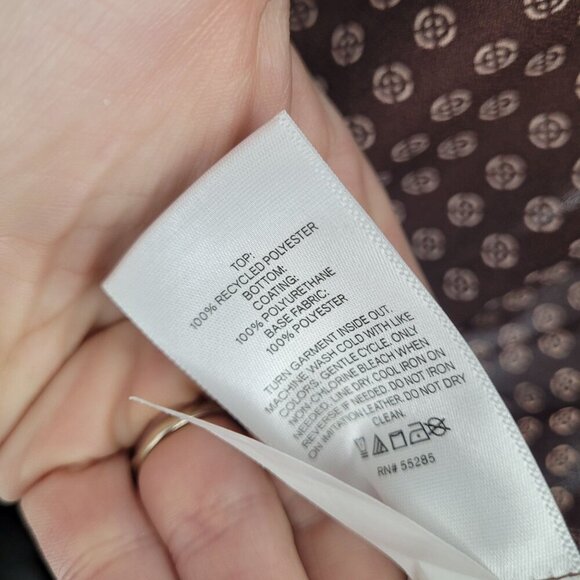 TOP:
100% RECYCLED POLYESTER
BOTTOM:
COATING:
100% POLYURETHANE
BASE FABRIC:
100% POLYESTER
TURN GARMENT INSIDE OUT.
MACHINE WASH COLD WITH LIKE
COLORS, GENTLE CYCLE. ONLY
NON-CHLORINE BLEACH WHEN
NEEDED. LINE DRY. COOL IRON ON
REVERSE IF NEEDED. DO NOT IRON
ON IMITATION LEATHER. DO NOT DRY
CLEAN.
RN# 55285